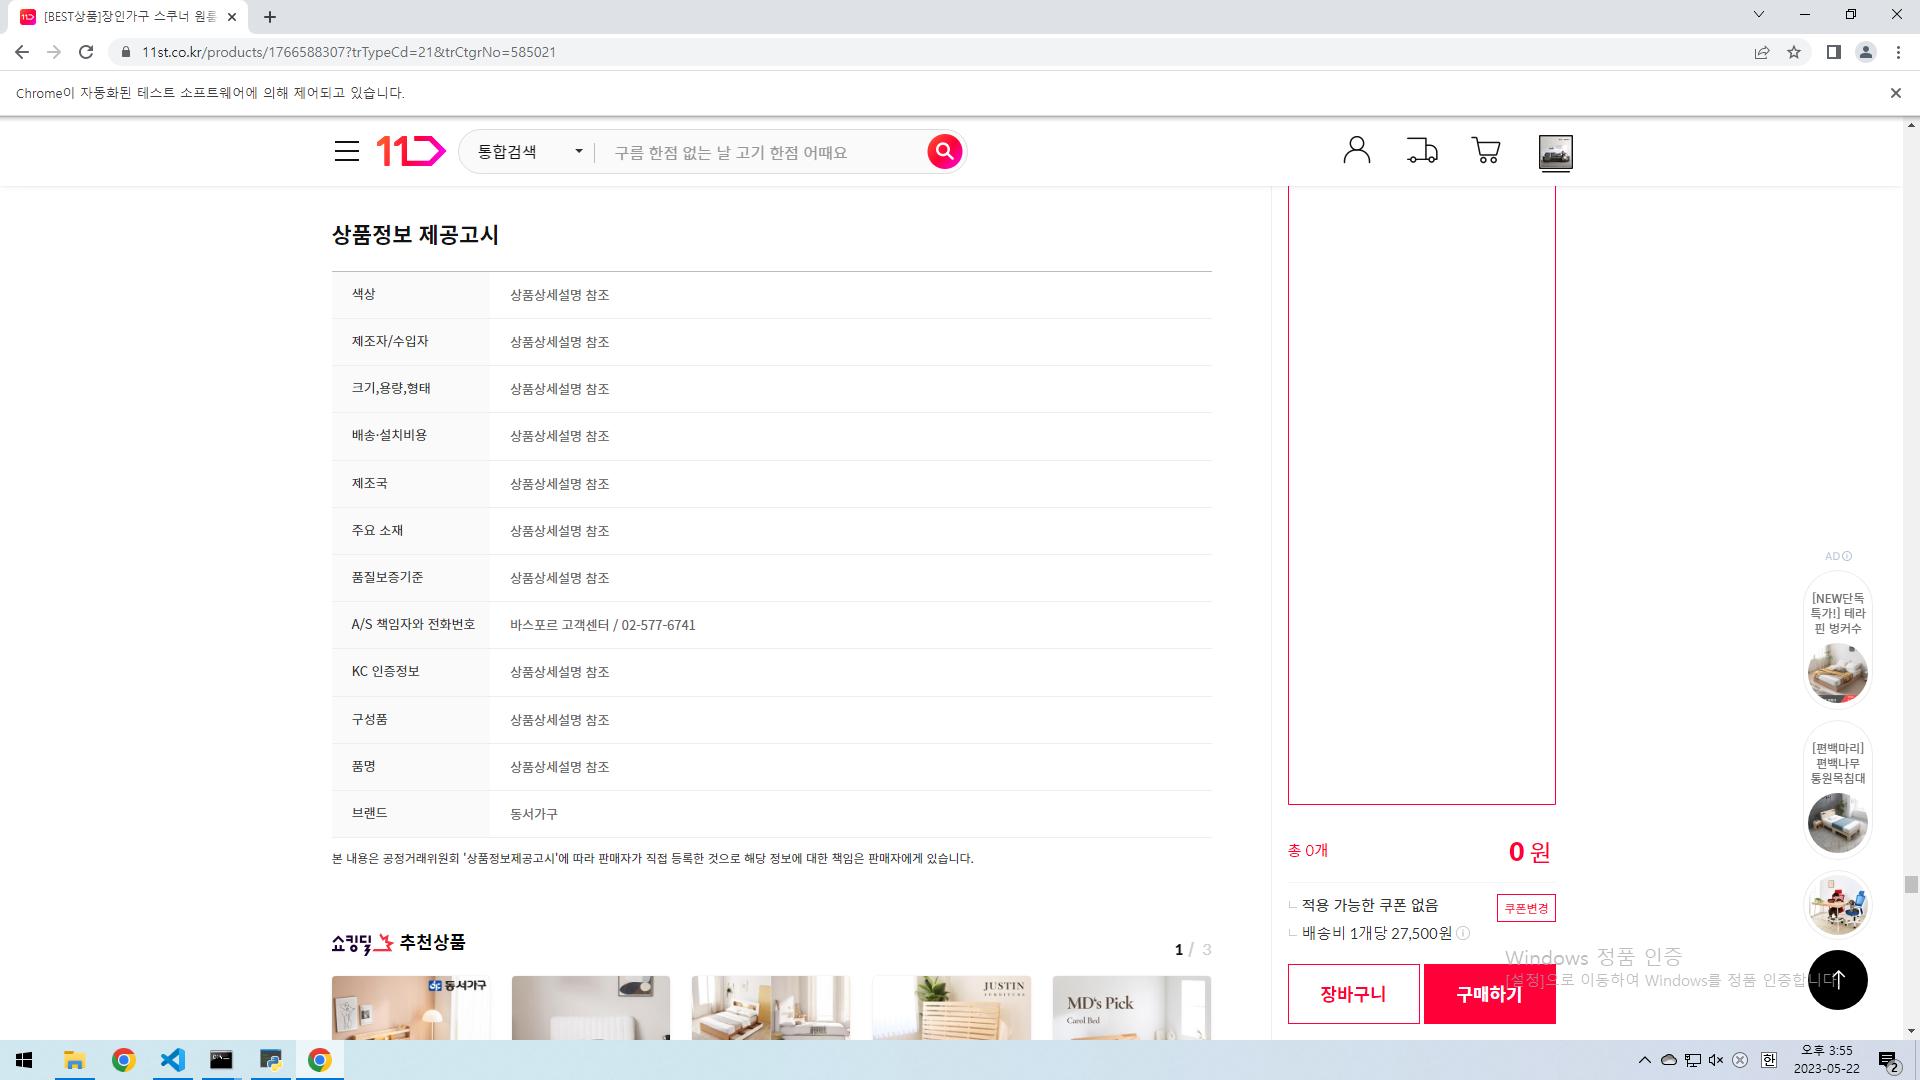 [BEST상품]장인가구 스쿠너 원룸
11st.co.kr/products/1766588307?trTypeCd=21&trCtgrNo=585021
Chrome이 자동화된 테스트 소프트웨어에 의해 제어되고 있습니다.
통합검색
구름 한점 없는 날 고기 한점 어때요
상품정보 제공고시
색상 상품상세설명 참조
제조자/수입자 상품상세설명 참조
크기,용량,형태 상품상세설명 참조
배송·설치비용 상품상세설명 참조
제조국 상품상세설명 참조
주요 소재 상품상세설명 참조
품질보증기준 상품상세설명 참조
A/S 책임자와 전화번호 바스포르 고객센터 / 02-577-6741
KC 인증정보 상품상세설명 참조
구성품 상품상세설명 참조
품명 상품상세설명 참조
브랜드 동서가구
본 내용은 공정거래위원회 '상품정보제공고시'에 따라 판매자가 직접 등록한 것으로 해당 정보에 대한 책임은 판매자에게 있습니다.
쇼킹딜 추천상품
1 / 3
동서가구
JUSTIN
FURNITURE
MD's Pick
Carol Bed
총 0개
0 원
적용 가능한 쿠폰 없음
쿠폰변경
배송비 1개당 27,500원
장바구니
구매하기
AD
[NEW단독
특가!] 테라
핀 벙커수
[편백마리]
편백나무
통원목침대
Windows 정품 인증
[설정]으로 이동하여 Windows를 정품 인증합니다
한
오후 3:55
2023-05-22
2